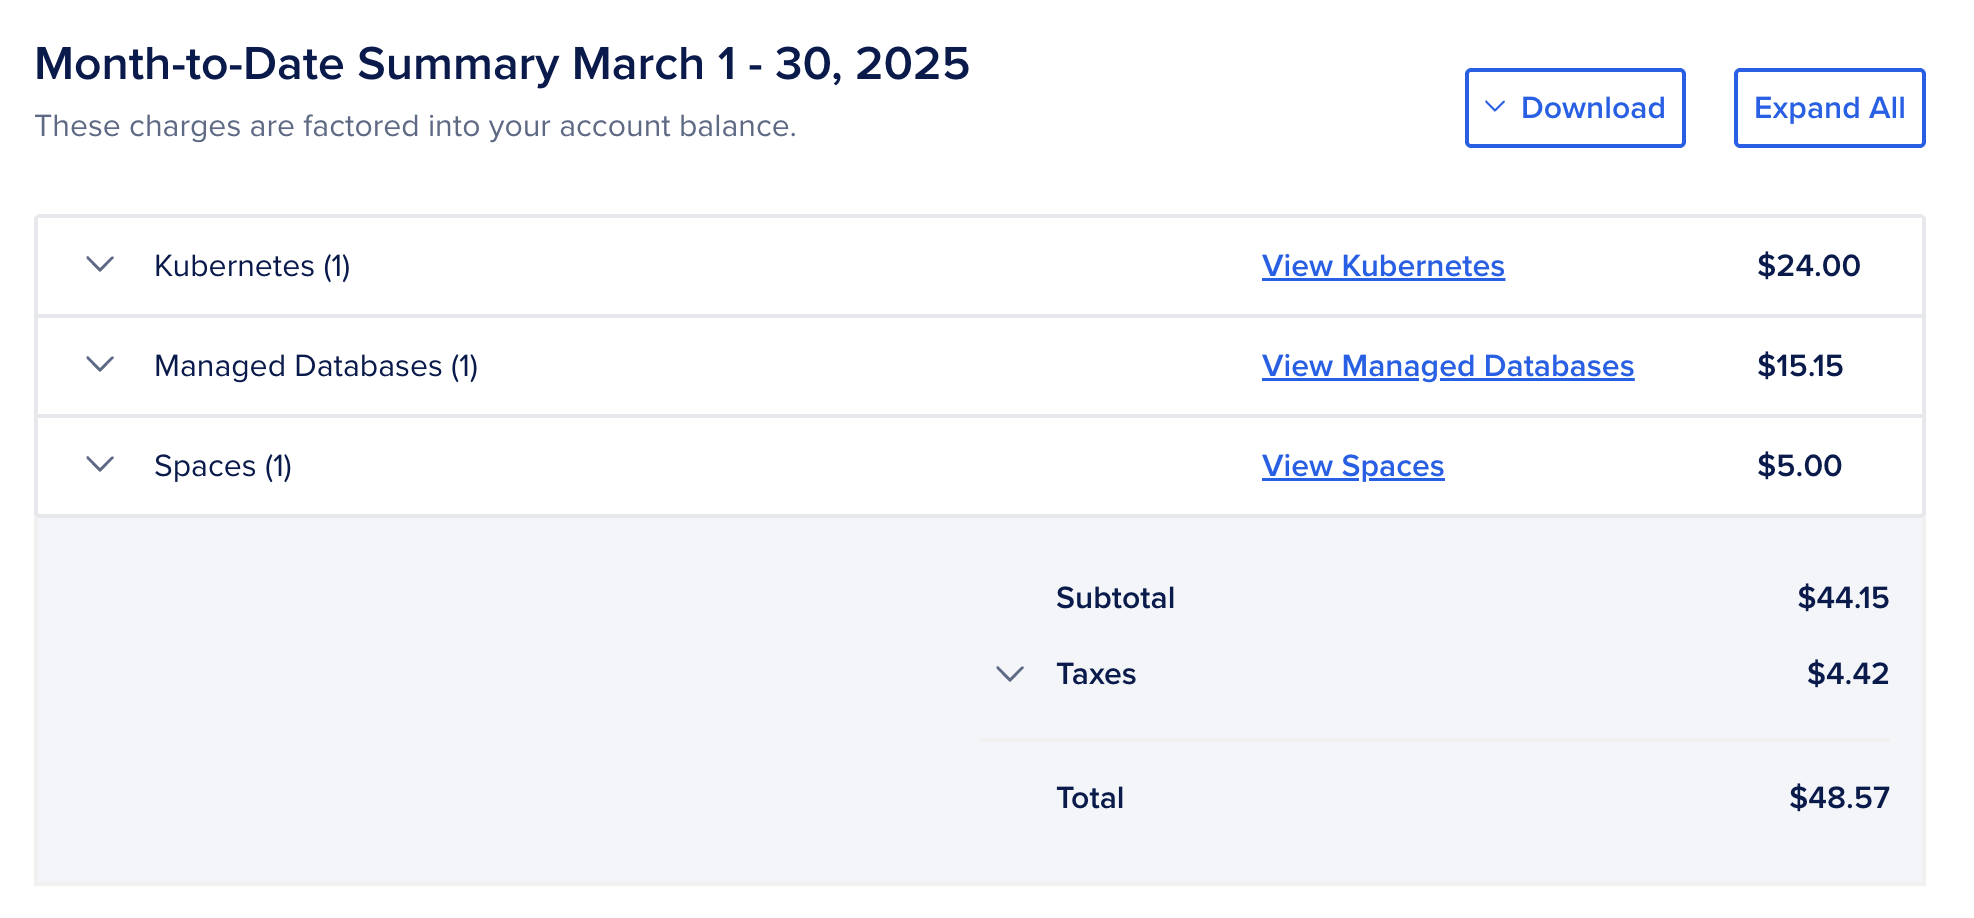 Month-to-Date Summary March 1 - 30, 2025
These charges are factored into your account balance.
Download
Expand All
Kubernetes (1) View Kubernetes $24.00
Managed Databases (1) View Managed Databases $15.15
Spaces (1) View Spaces $5.00
Subtotal $44.15
Taxes $4.42
Total $48.57